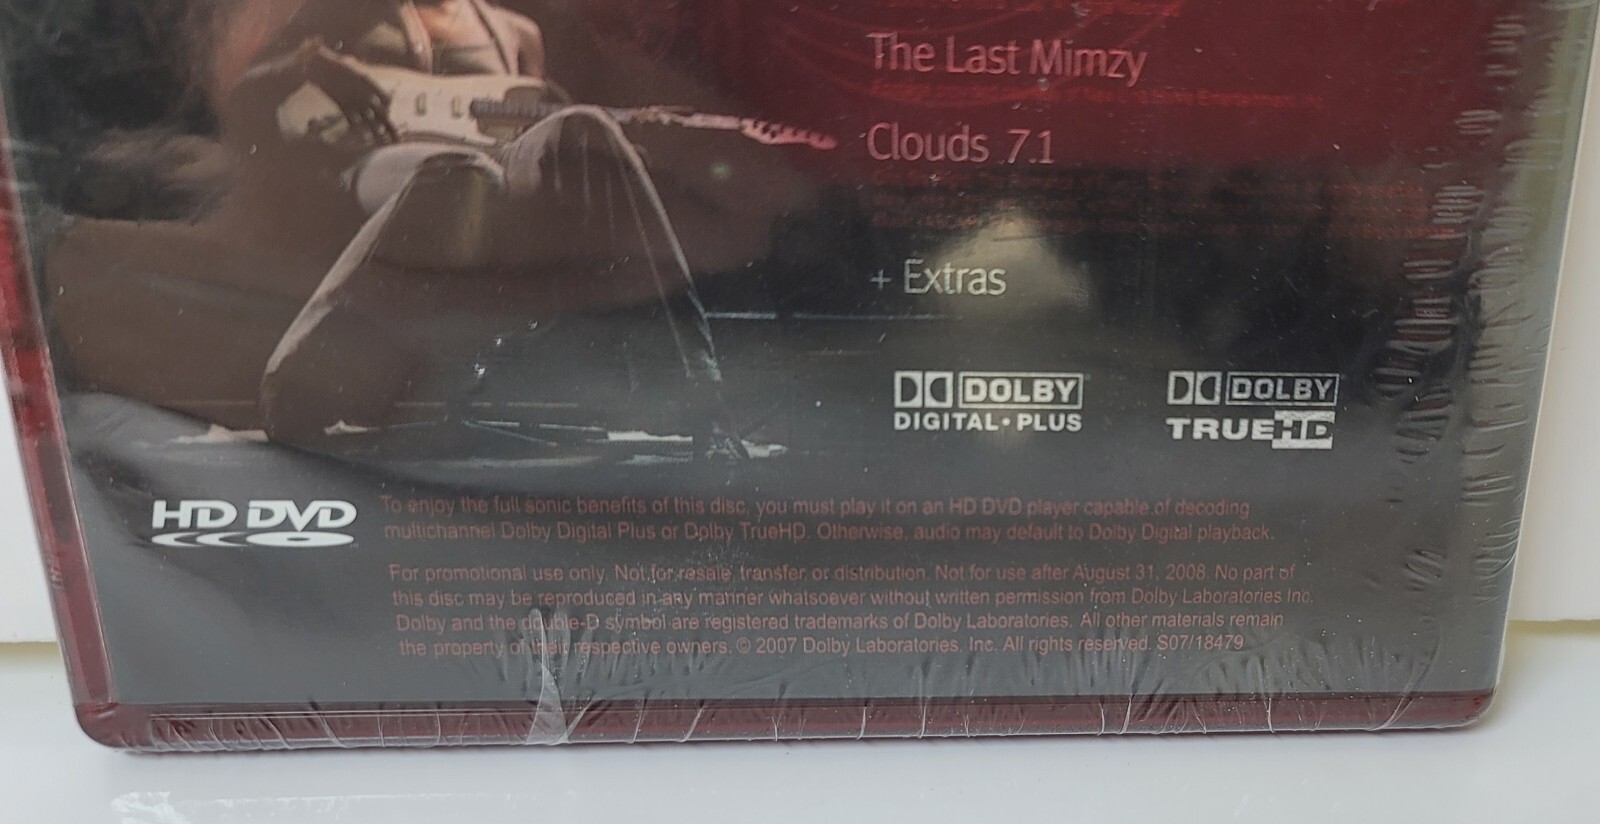 The Last Mimzy
Clouds 7.1
+ Extras
DOLBY DIGITAL•PLUS
DOLBY TRUEHD
HD DVD
To enjoy the full sonic benefits of this disc, you must play it on an HD DVD player capable of decoding
multichannel Dolby Digital Plus or Dolby TrueHD. Otherwise, audio may default to Dolby Digital playback.
For promotional use only. Not for resale, transfer, or distribution. Not for use after August 31, 2008. No part of
this disc may be reproduced in any manner whatsoever without written permission from Dolby Laboratories Inc.
Dolby and the double-D symbol are registered trademarks of Dolby Laboratories. All other materials remain
the property of their respective owners. © 2007 Dolby Laboratories, Inc. All rights reserved. S07/18479